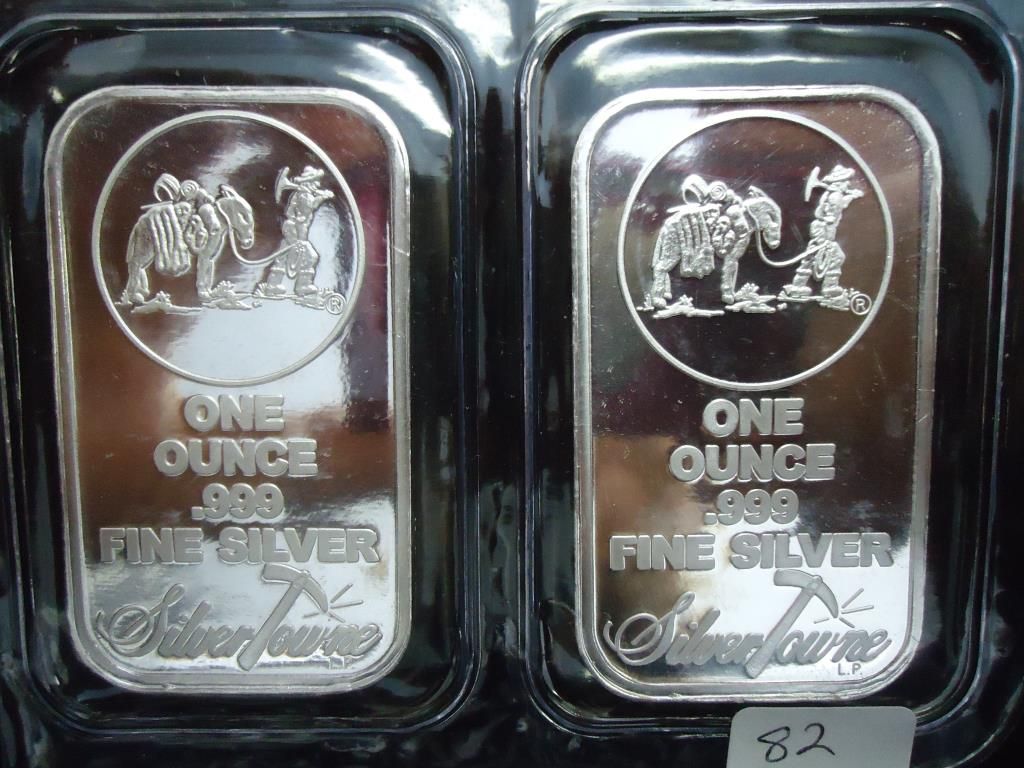 ®
ONE
OUNCE
.999
FINE SILVER
SilverTowne
L.P.
®
ONE
OUNCE
.999
FINE SILVER
SilverTowne
L.P.
82